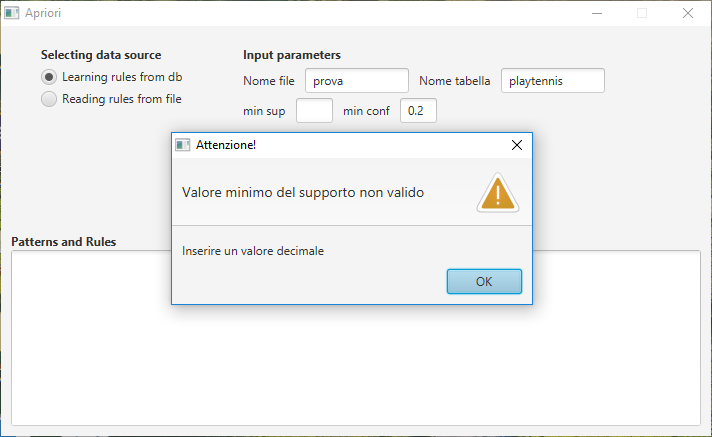 Apriori
Selecting data source
Learning rules from db
Reading rules from file
Input parameters
Nome file prova Nome tabella playtennis
min sup min conf 0.2
Attenzione!
Valore minimo del supporto non valido
Inserire un valore decimale
OK
Patterns and Rules